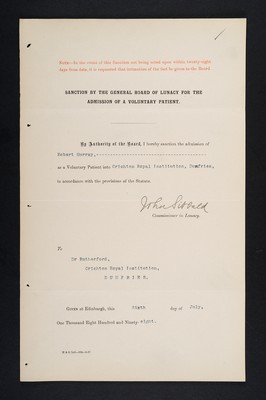 NOTE—In the event of this Sanction not being acted upon within twenty-eight
days from date, it is requested that intimation of the fact be given to the Board.
SANCTION BY THE GENERAL BOARD OF LUNACY FOR THE
ADMISSION OF A VOLUNTARY PATIENT.
By Authority of the Board, I hereby sanction the admission of
Robert Murray,
as a Voluntary Patient into Crichton Royal Institution, Dumfries,
in accordance with the provisions of the Statute.
John Sibbald
Commissioner in Lunacy.
To
Dr Rutherford,
Crichton Royal Institution,
DUMFRIES.
Given at Edinburgh, this Sixth day of July,
One Thousand Eight Hundred and Ninety-eight.